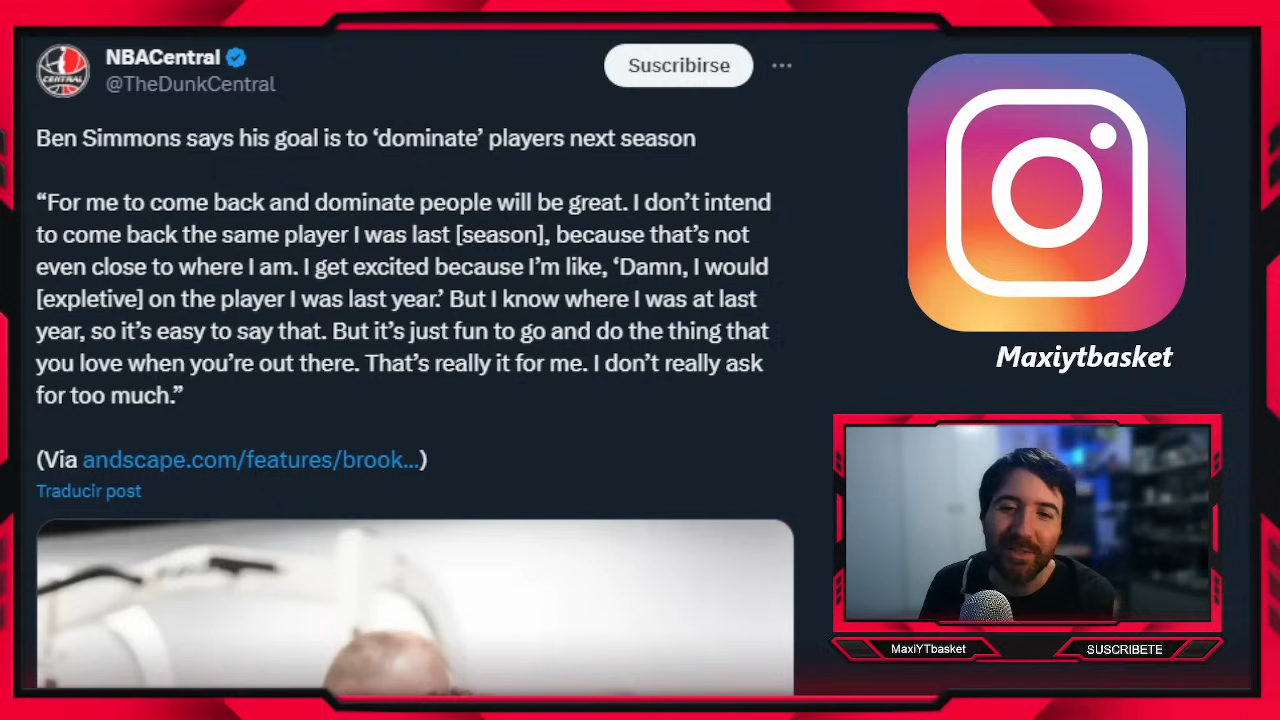 NBACentral
@TheDunkCentral
Suscribirse
Ben Simmons says his goal is to ‘dominate’ players next season
“For me to come back and dominate people will be great. I don’t intend
to come back the same player I was last [season], because that’s not
even close to where I am. I get excited because I’m like, ‘Damn, I would
[expletive] on the player I was last year.’ But I know where I was at last
year, so it’s easy to say that. But it’s just fun to go and do the thing that
you love when you’re out there. That’s really it for me. I don’t really ask
for too much.”
(Via andscape.com/features/brook...)
Traducir post
Maxiytbasket
MaxiYTbasket
SUSCRIBETE